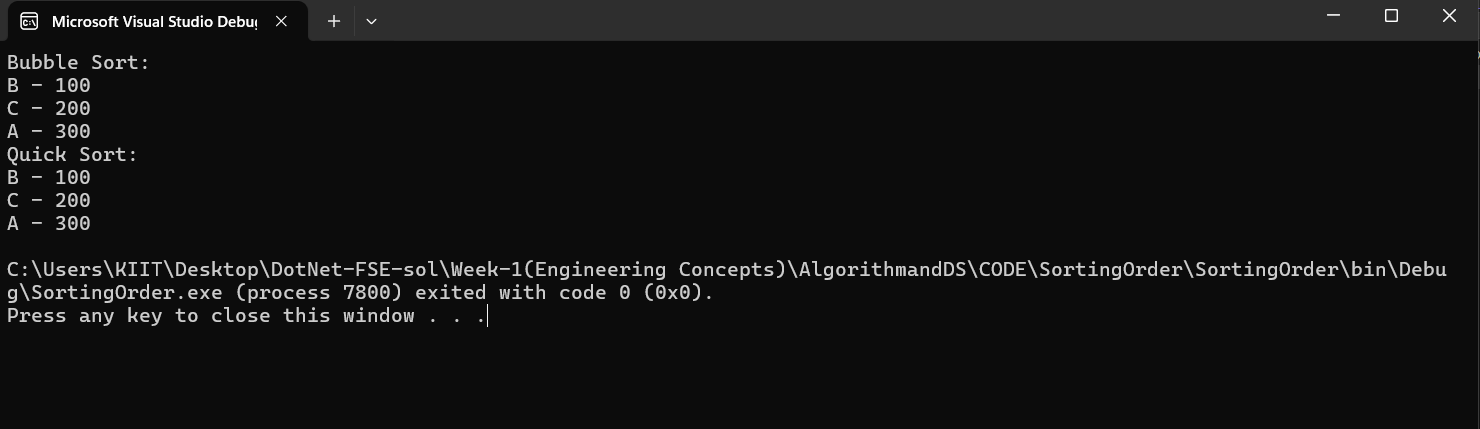 Microsoft Visual Studio Debug
Bubble Sort:
B - 100
C - 200
A - 300
Quick Sort:
B - 100
C - 200
A - 300
C:\Users\KIIT\Desktop\DotNet-FSE-sol\Week-1(Engineering Concepts)\AlgorithmandDS\CODE\SortingOrder\SortingOrder\bin\Debu
g\SortingOrder.exe (process 7800) exited with code 0 (0x0).
Press any key to close this window . . .